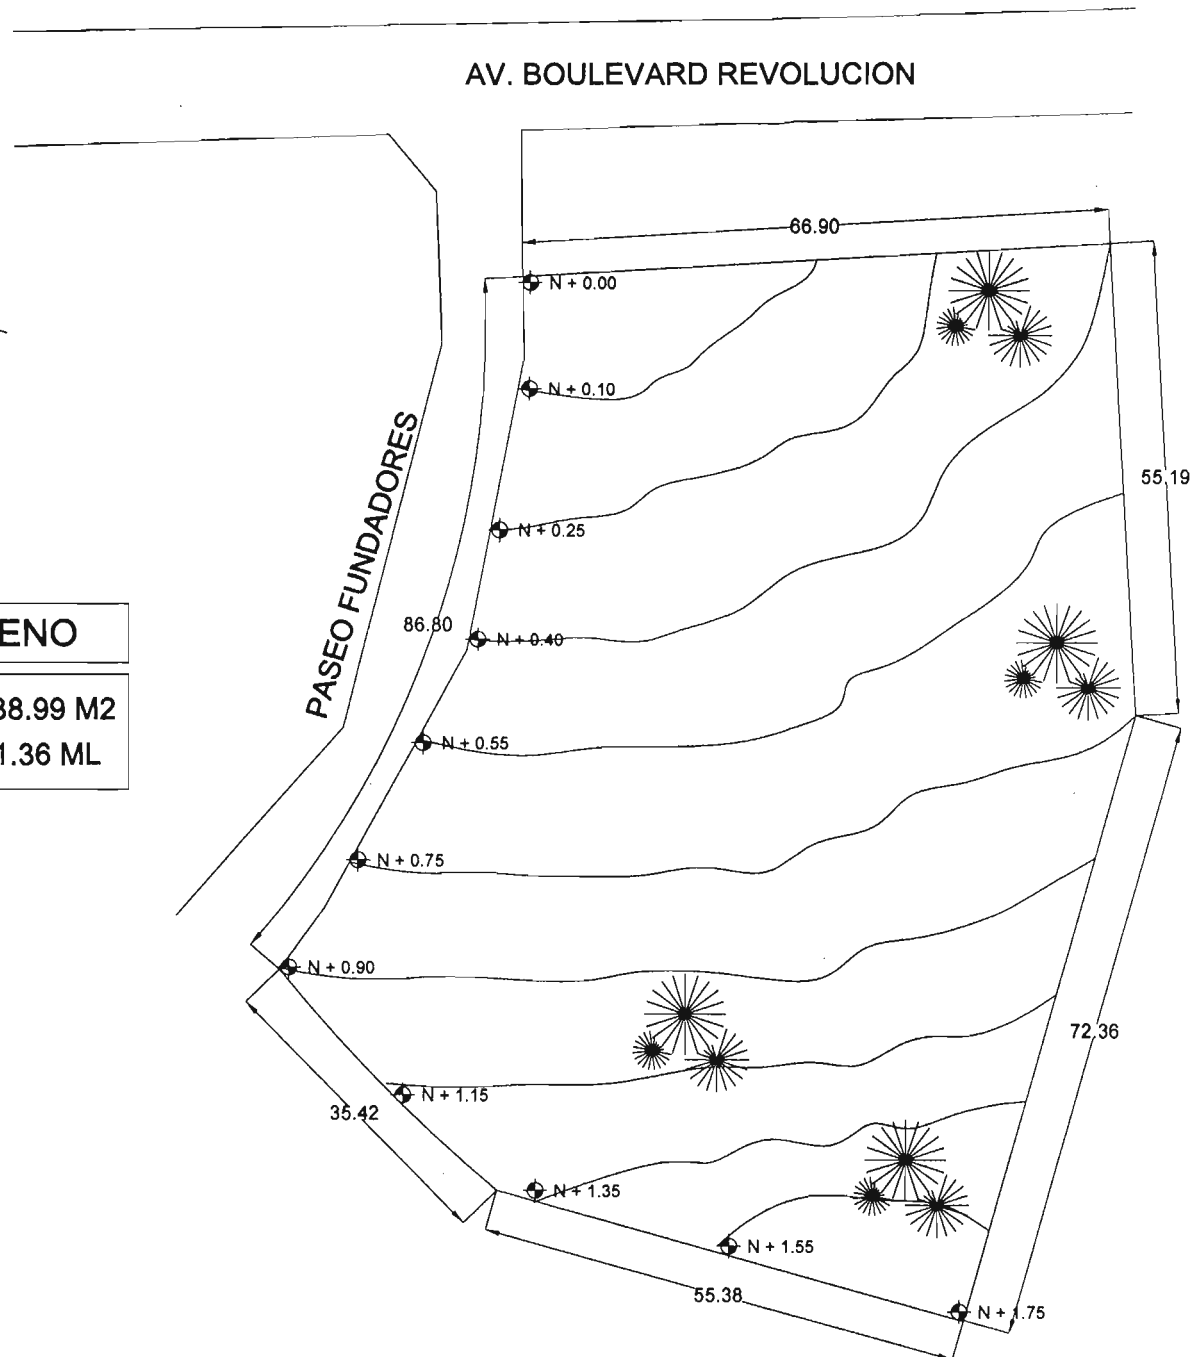 AV. BOULEVARD REVOLUCION
66.90
N + 0.00
N + 0.10
55.19
PASEO FUNDADORES
N + 0.25
86.80
N + 0.40
ENO
38.99 M2
1.36 ML
N + 0.55
N + 0.75
N + 0.90
72.36
N + 1.15
35.42
N + 1.35
N + 1.55
55.38
N + 1.75